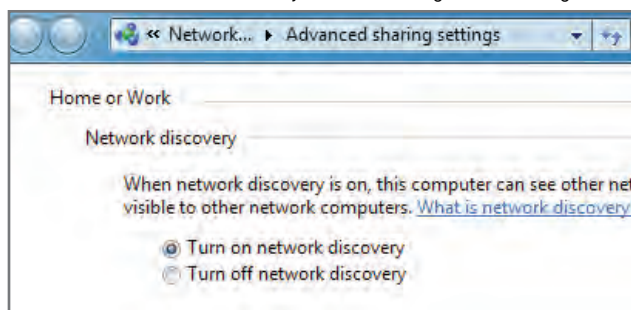 « Network... ▸ Advanced sharing settings
Home or Work
Network discovery
When network discovery is on, this computer can see other
visible to other network computers. What is network discovery
Turn on network discovery
Turn off network discovery